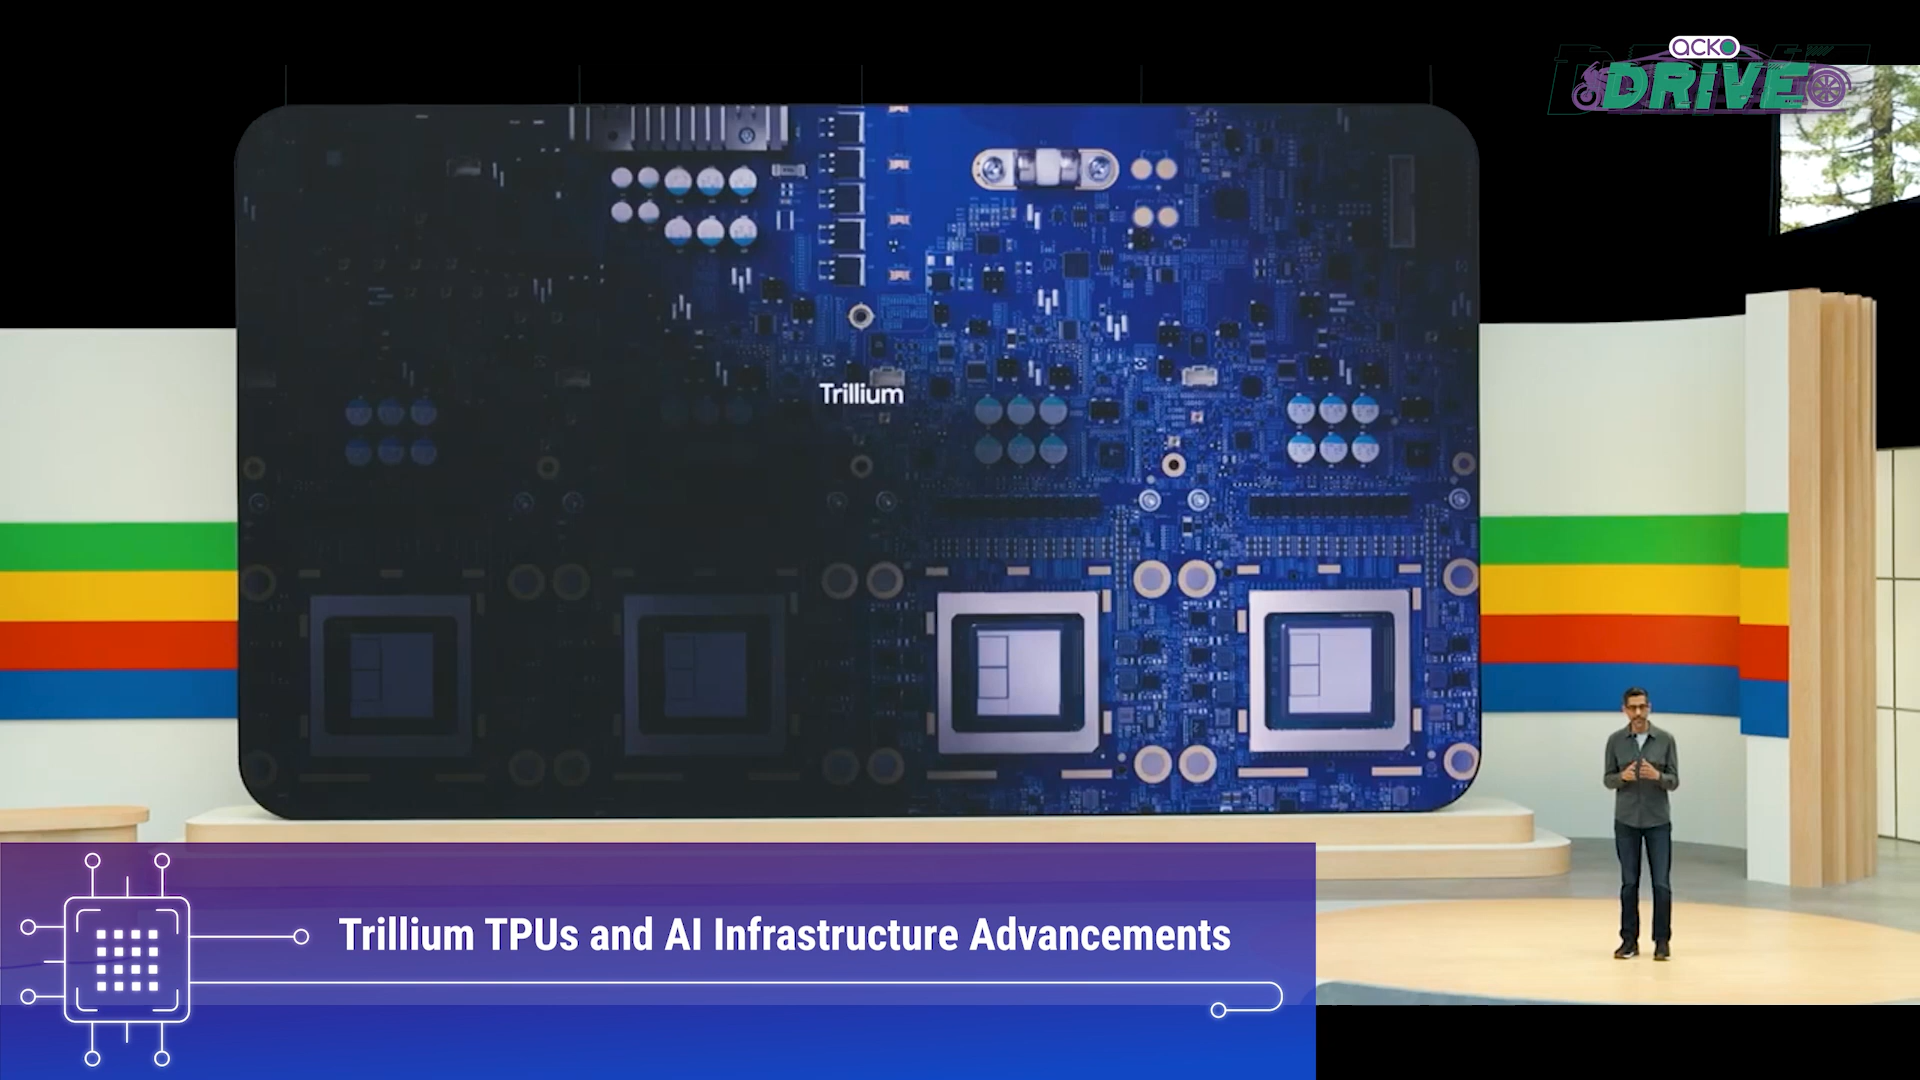 acko
DRIVE
Trillium
Trillium TPUs and AI Infrastructure Advancements